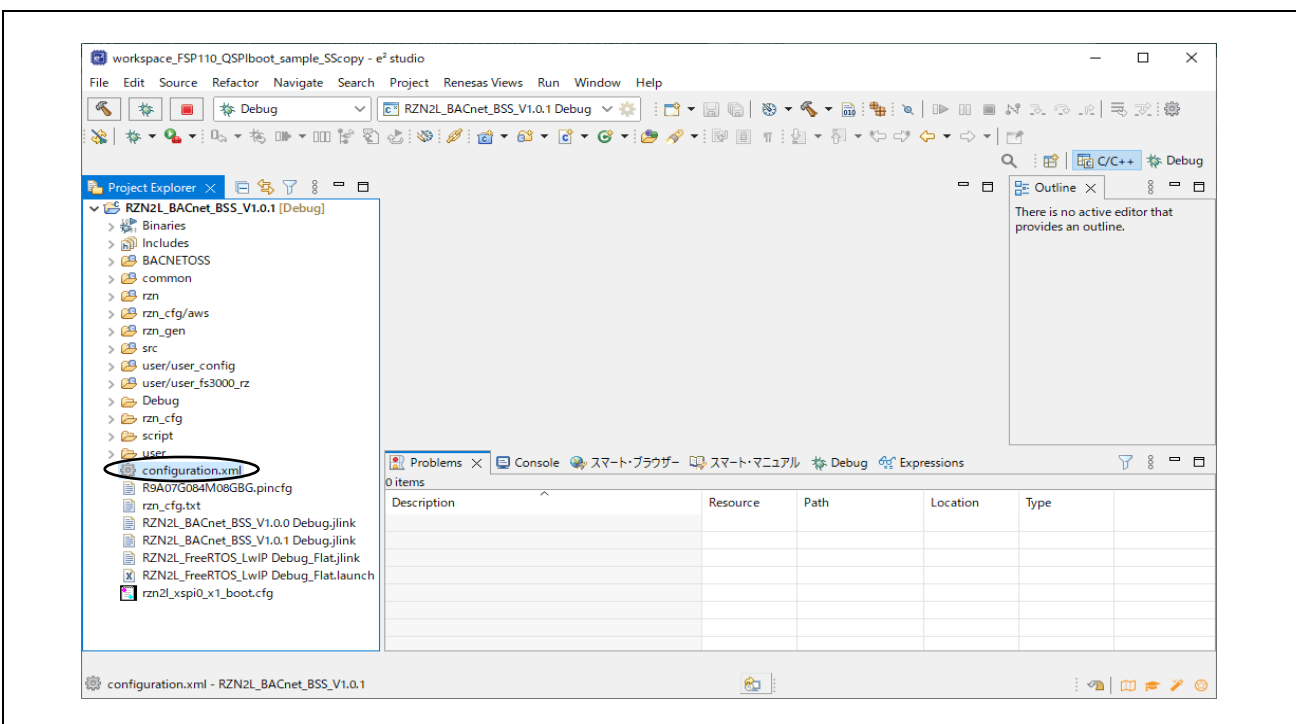 workspace_FSP110_QSPIboot_sample_SScopy - e² studio
File Edit Source Refactor Navigate Search Project Renesas Views Run Window Help
Debug RZN2L_BACnet_BSS_V1.0.1 Debug
C/C++ Debug
Project Explorer
RZN2L_BACnet_BSS_V1.0.1 [Debug]
Binaries
Includes
BACNETOSS
common
rzn
rzn_cfg/aws
rzn_gen
src
user/user_config
user/user_fs3000_rz
Debug
rzn_cfg
script
user
configuration.xml
R9A07G084M08GBG.pincfg
rzn_cfg.txt
RZN2L_BACnet_BSS_V1.0.0 Debug.jlink
RZN2L_BACnet_BSS_V1.0.1 Debug.jlink
RZN2L_FreeRTOS_LwIP Debug_Flat.jlink
RZN2L_FreeRTOS_LwIP Debug_Flat.launch
rzn2l_xspi0_x1_boot.cfg
Outline
There is no active editor that
provides an outline.
Problems Console スマート・ブラウザー スマート・マニュアル Debug Expressions
0 items
Description Resource Path Location Type
configuration.xml - RZN2L_BACnet_BSS_V1.0.1